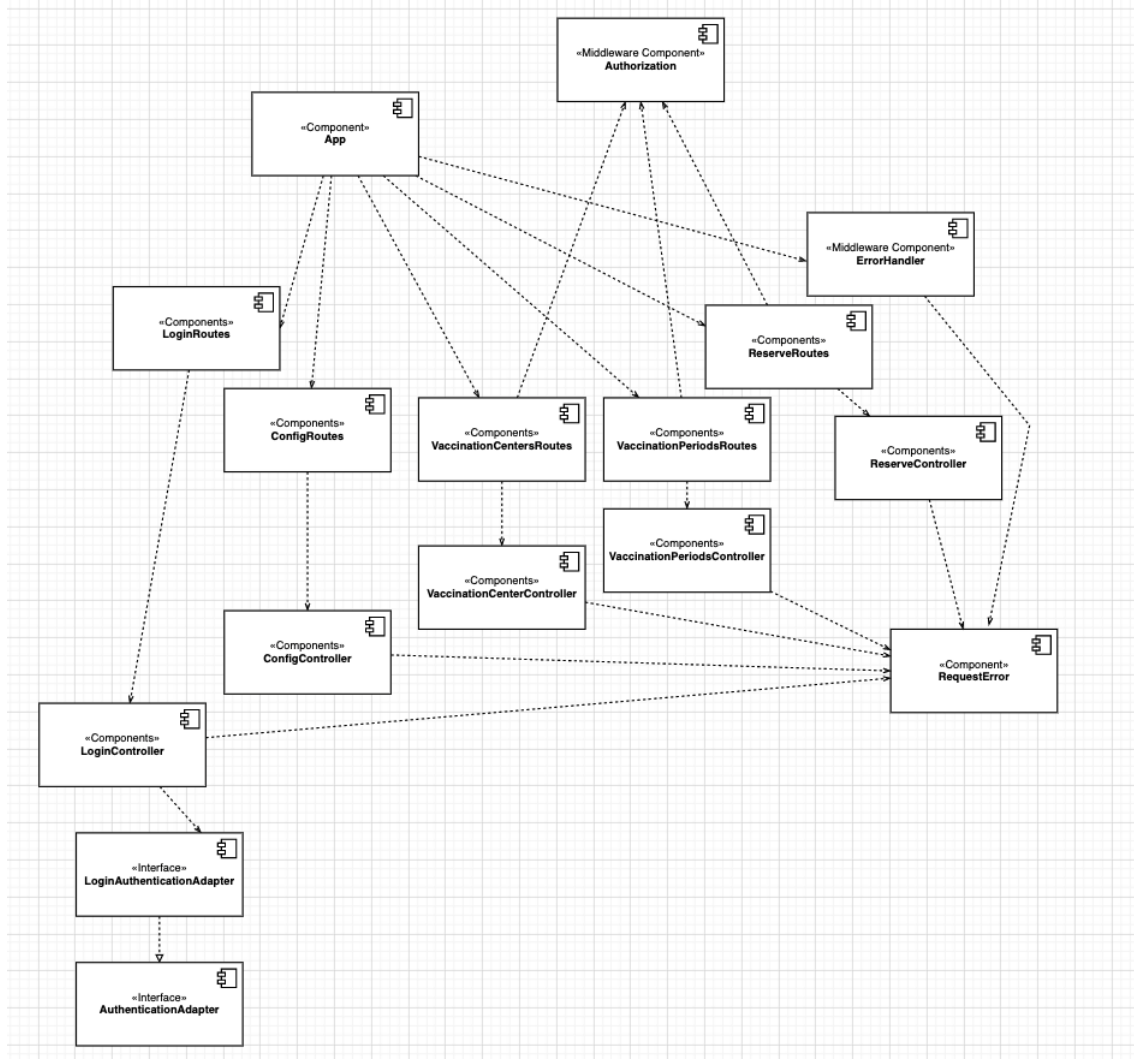 «Middleware Component»
Authorization
«Component»
App
«Middleware Component»
ErrorHandler
«Components»
LoginRoutes
«Components»
ReserveRoutes
«Components»
ConfigRoutes
«Components»
VaccinationCentersRoutes
«Components»
VaccinationPeriodsRoutes
«Components»
ReserveController
«Components»
VaccinationPeriodsController
«Components»
VaccinationCenterController
«Components»
ConfigController
«Component»
RequestError
«Components»
LoginController
«Interface»
LoginAuthenticationAdapter
«Interface»
AuthenticationAdapter